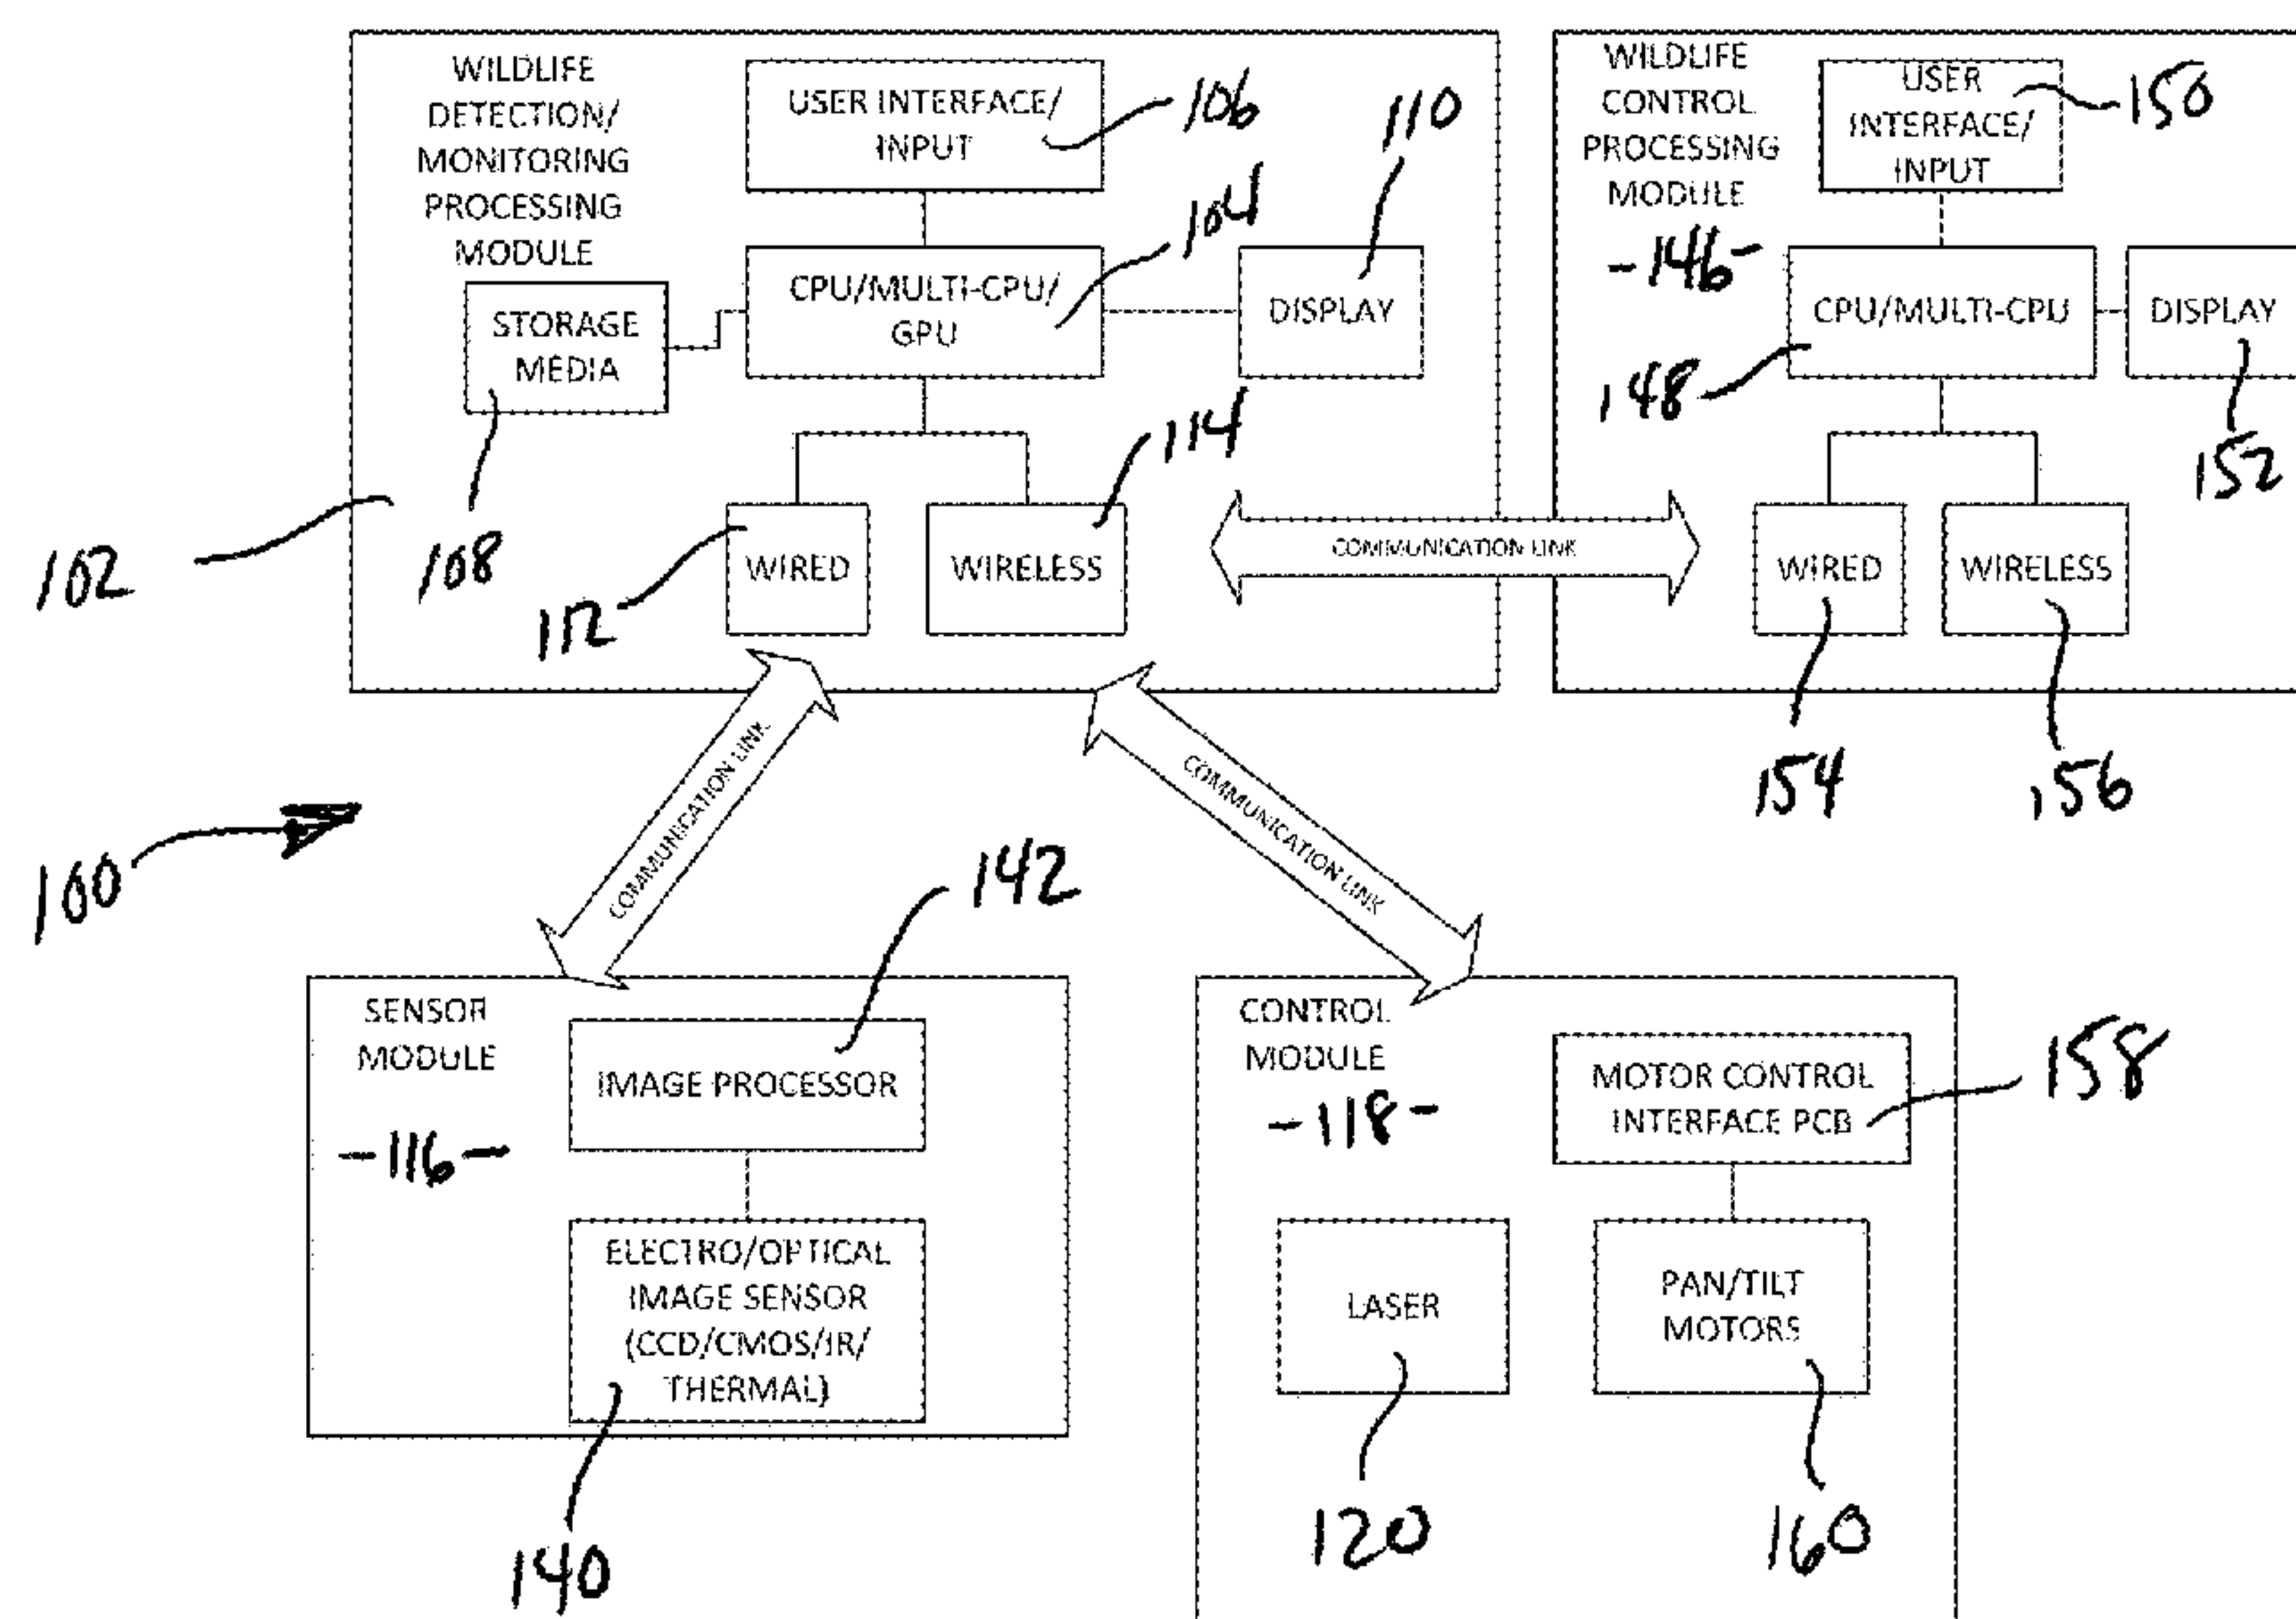 WILDLIFE
DETECTION/
MONITORING
PROCESSING
MODULE
USER INTERFACE/
INPUT
106
110
104
CPU/MULTI-CPU/
GPU
DISPLAY
STORAGE
MEDIA
114
102
108
112
WIRED
WIRELESS
COMMUNICATION LINK
WILDLIFE
CONTROL
PROCESSING
MODULE
-146-
USER
INTERFACE/
INPUT
150
CPU/MULTI-CPU
DISPLAY
148
152
WIRED
WIRELESS
154
156
COMMUNICATION LINK
COMMUNICATION LINK
100
142
SENSOR
MODULE
-116-
IMAGE PROCESSOR
ELECTRO/OPTICAL
IMAGE SENSOR
(CCD/CMOS/IR/
THERMAL)
140
CONTROL
MODULE
-118-
MOTOR CONTROL
INTERFACE PCB
158
LASER
PAN/TILT
MOTORS
120
160